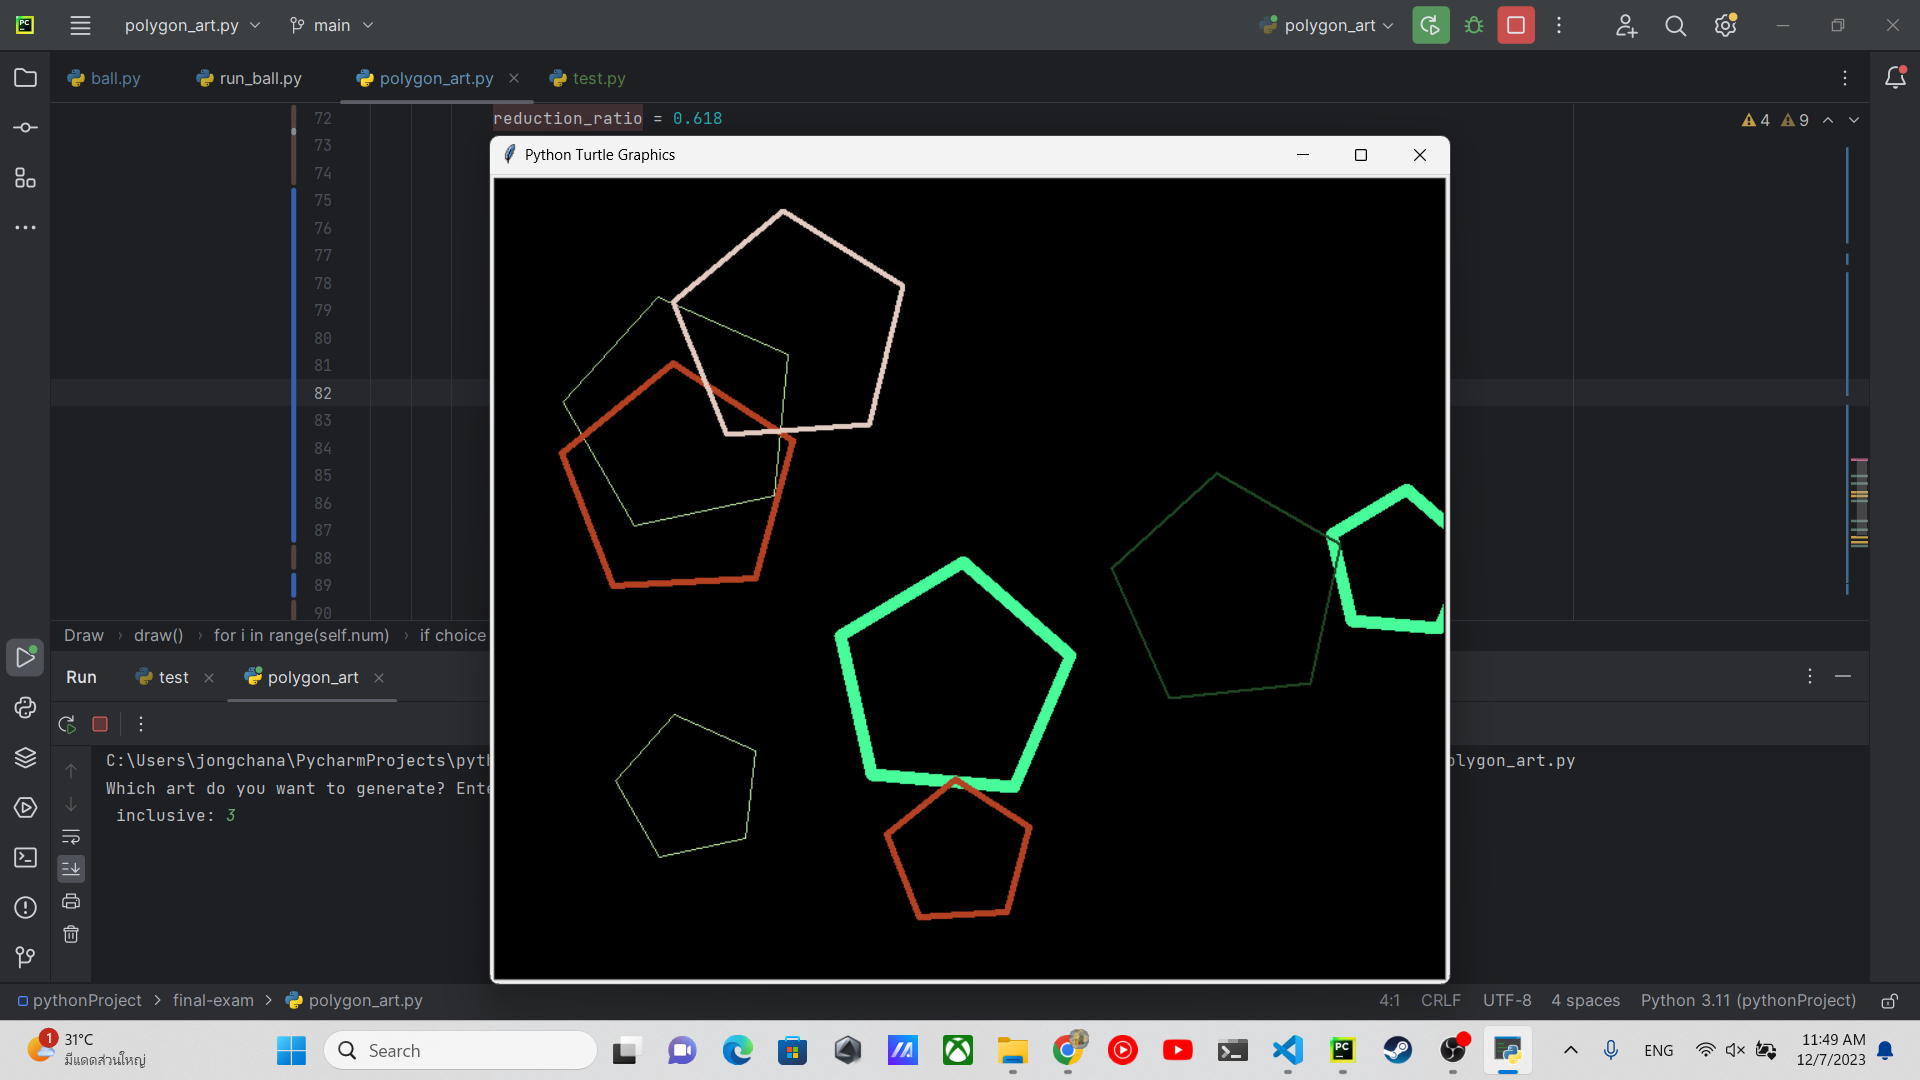 polygon_art.py
main
polygon_art
ball.py
run_ball.py
polygon_art.py
test.py
72
reduction_ratio = 0.618
4
9
Python Turtle Graphics
73
74
75
76
77
78
79
80
81
82
83
84
85
86
87
88
89
90
Draw › draw() › for i in range(self.num) › if choice
Run
test
polygon_art
C:\Users\jongchana\PycharmProjects\pyth
olygon_art.py
Which art do you want to generate? Ente
inclusive: 3
pythonProject > final-exam > polygon_art.py
4:1 CRLF UTF-8 4 spaces Python 3.11 (pythonProject)
1
31°C
มีแดดส่วนใหญ่
Search
ENG
11:49 AM
12/7/2023